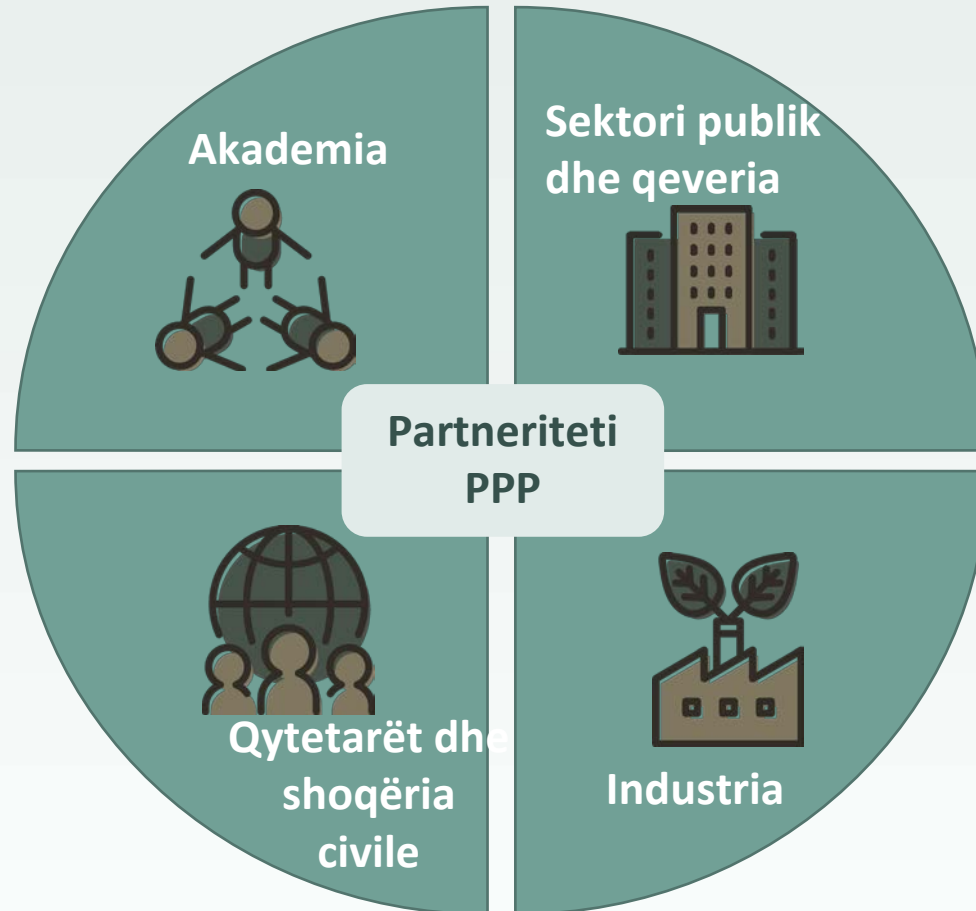 Akademia
Sektori publik
dhe qeveria
Partneriteti
PPP
Qytetarët dhe
shoqëria
civile
Industria